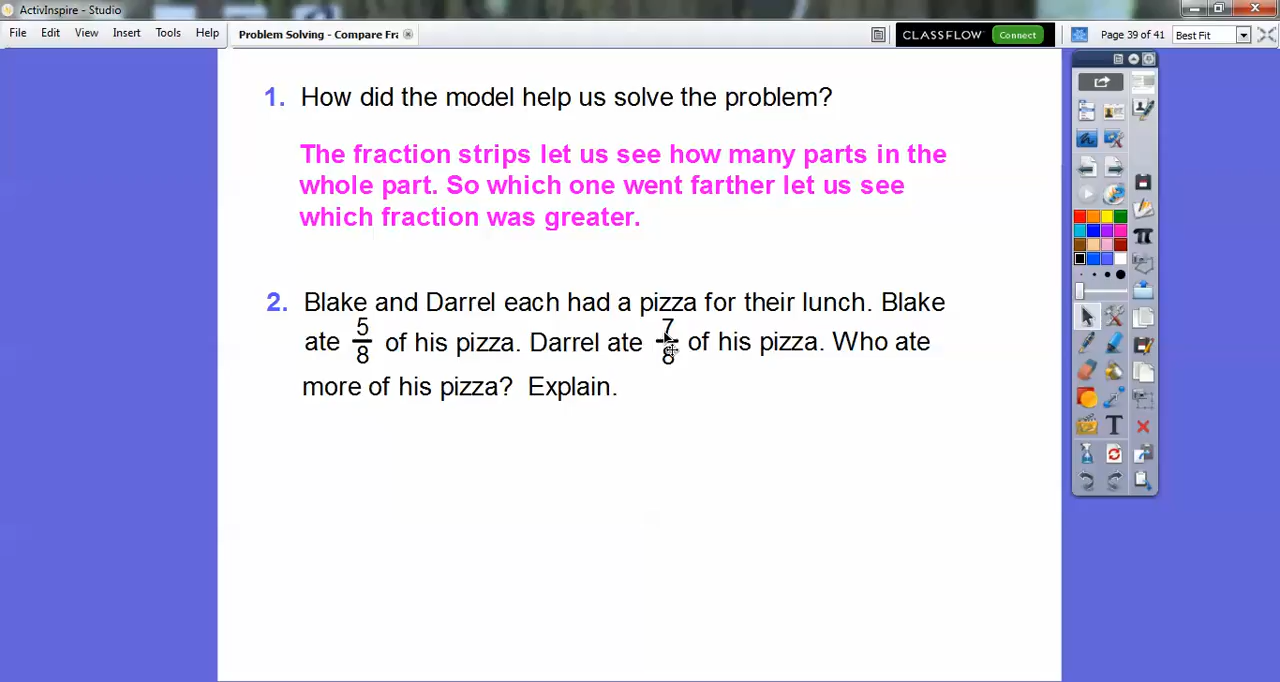 ActivInspire - Studio
File Edit View Insert Tools Help
Problem Solving - Compare Fra
CLASSFLOW Connect
Page 39 of 41
Best Fit
1. How did the model help us solve the problem?
The fraction strips let us see how many parts in the
whole part. So which one went farther let us see
which fraction was greater.
2. Blake and Darrel each had a pizza for their lunch. Blake
ate 5/8 of his pizza. Darrel ate 7/8 of his pizza. Who ate
more of his pizza? Explain.